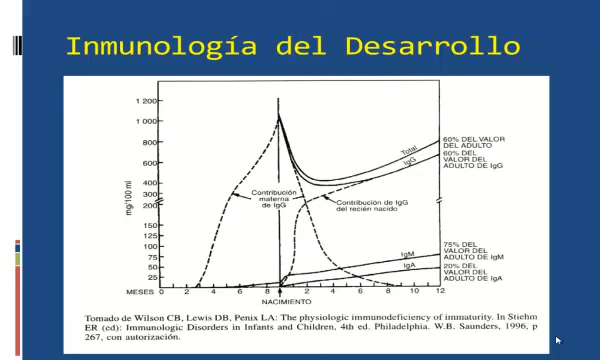 Inmunología del Desarrollo
mg/100 ml
1 200
1 000
800
600
400
300
200
150
125
100
75
50
25
Contribución
materna
de IgG
Contribución de IgG
del recién nacido
Total
IgG
IgM
IgA
60% DEL VALOR
DEL ADULTO
60% DEL
VALOR DEL
ADULTO DE IgG
75% DEL
VALOR DEL
ADULTO DE IgM
20% DEL
VALOR DEL
ADULTO DE IgA
MESES 0 2 4 6 8 2 4 6 8 10 12
NACIMIENTO
Tomado de Wilson CB, Lewis DB, Penix LA: The physiologic immunodeficiency of immaturity. In Stiehm
ER (ed): Immunologic Disorders in Infants and Children, 4th ed. Philadelphia. W.B. Saunders, 1996, p
267, con autorización.